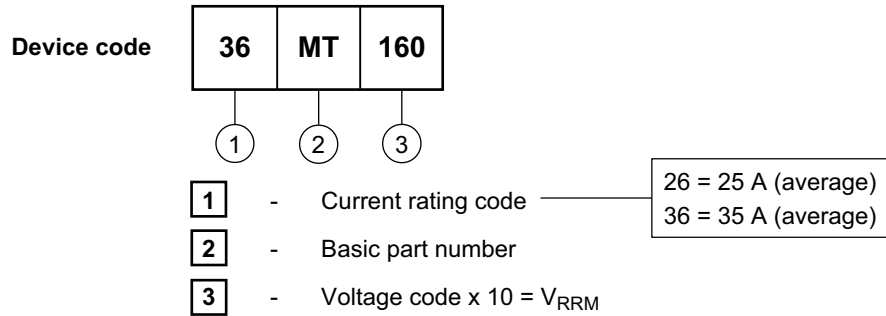 Device code 36 MT 160
1 2 3
1 - Current rating code
26 = 25 A (average)
36 = 35 A (average)
2 - Basic part number
3 - Voltage code x 10 = VRRM